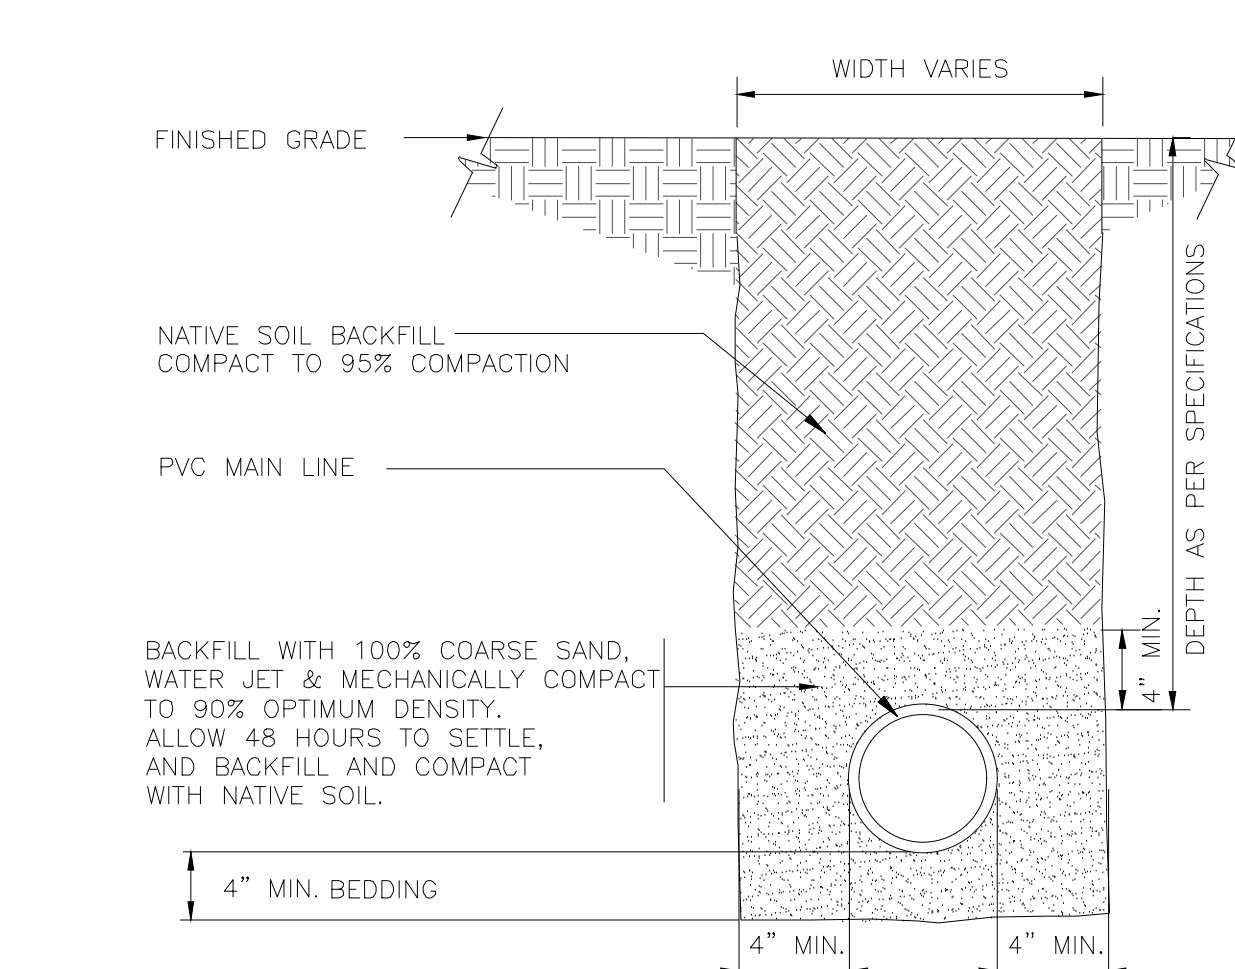 WIDTH VARIES
FINISHED GRADE
NATIVE SOIL BACKFILL
COMPACT TO 95% COMPACTION
PVC MAIN LINE
DEPTH AS PER SPECIFICATIONS
4" MIN.
BACKFILL WITH 100% COARSE SAND,
WATER JET & MECHANICALLY COMPACT
TO 90% OPTIMUM DENSITY.
ALLOW 48 HOURS TO SETTLE,
AND BACKFILL AND COMPACT
WITH NATIVE SOIL.
4" MIN. BEDDING
4" MIN.
4" MIN.